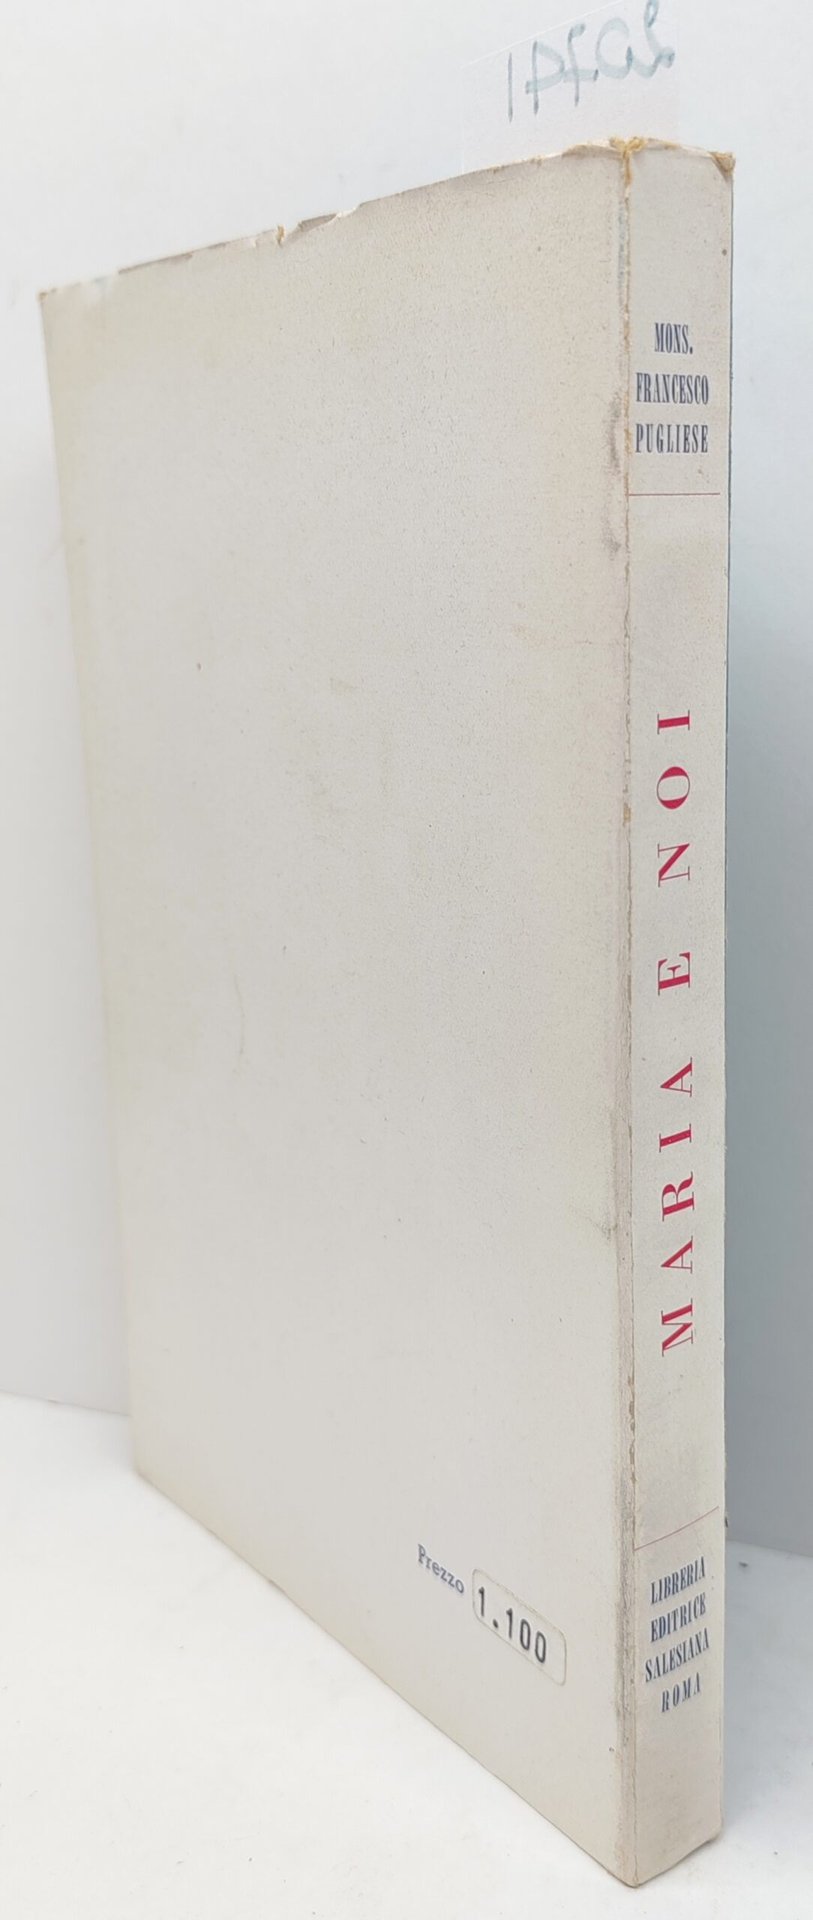 MONS.
FRANCESCO
PUGLIESE
MARIA E NOI
LIBRERIA
EDITRICE
SALESIANA
ROMA
Prezzo 1.100